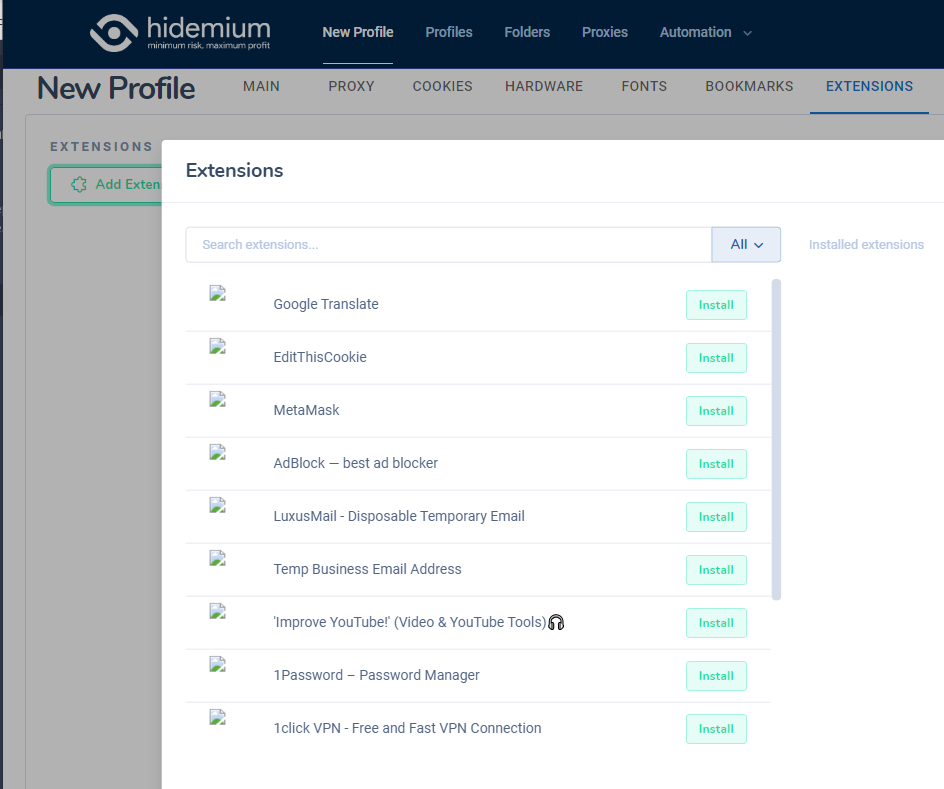 hidemium
minimum risk, maximum profit
New Profile Profiles Folders Proxies Automation
New Profile
MAIN PROXY COOKIES HARDWARE FONTS BOOKMARKS EXTENSIONS
EXTENSIONS
Add Exten
Extensions
Search extensions... All Installed extensions
Google Translate Install
EditThisCookie Install
MetaMask Install
AdBlock — best ad blocker Install
LuxusMail - Disposable Temporary Email Install
Temp Business Email Address Install
'Improve YouTube!' (Video & YouTube Tools)🎧 Install
1Password – Password Manager Install
1click VPN - Free and Fast VPN Connection Install